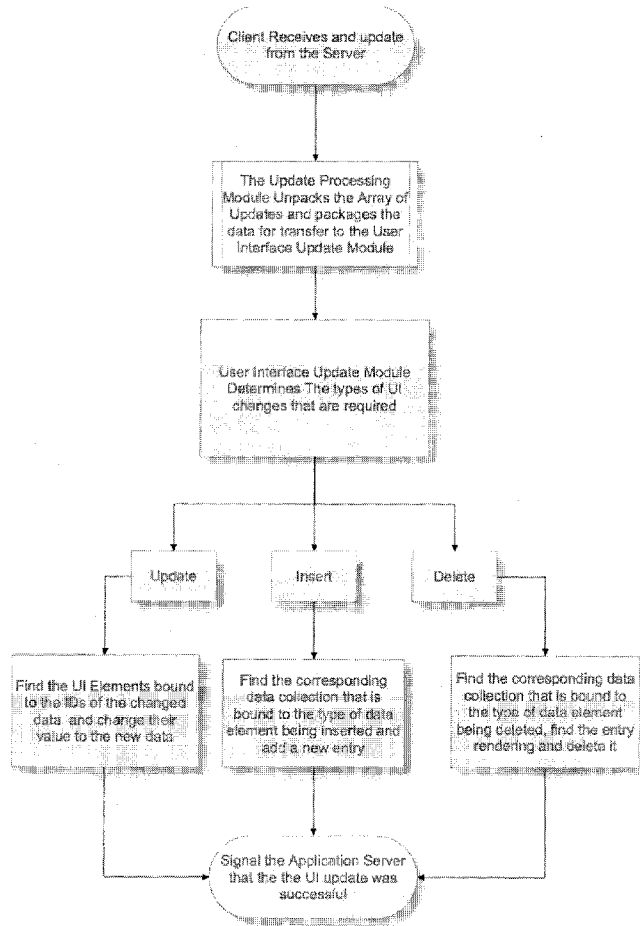 Client Receives and update
from the Server
The Update Processing
Module Unpacks the Array of
Updates and packages the
data for transfer to the User
Interface Update Module
User Interface Update Module
Determines The types of UI
changes that are required
Update
Insert
Delete
Find the UI Elements bound
to the IDs of the changed
data and change their
value to the new data
Find the corresponding
data collection that is
bound to the type of data
element being inserted and
add a new entry
Find the corresponding data
collection that is bound to
the type of data element
being deleted, find the entry
rendering and delete it
Signal the Application Server
that the the UI update was
successful